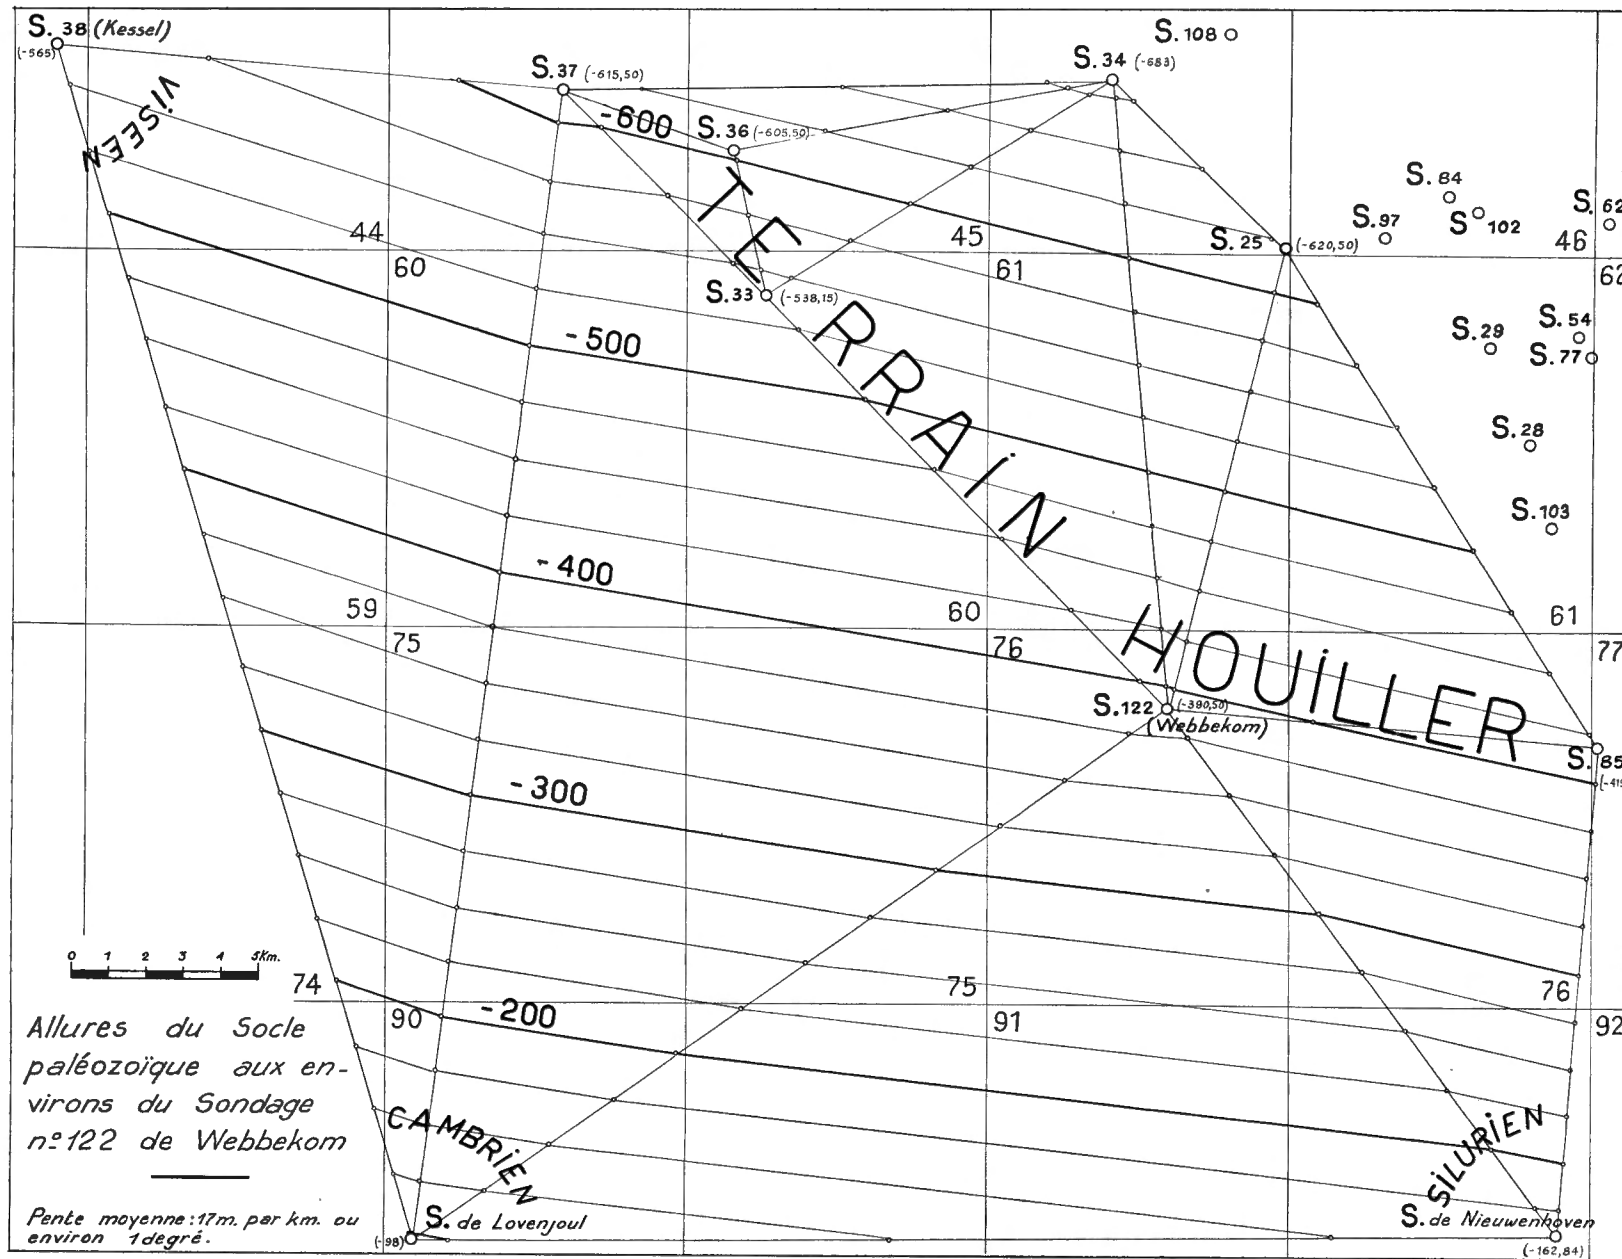 S. 38 (Kessel)
(-565)
S. 37 (-615,50)
S. 34 (-683)
S. 108
VISÉEN
-600
S. 36 (-605,50)
S. 84
S 102
S. 62
S. 97
46
62
44
60
45
61
S. 25 (-620,50)
TERRAIN HOUILLER
S. 33 (-538,15)
-500
S. 29
S. 54
S. 77
S. 28
S. 103
-400
59
75
60
76
61
77
S. 122 (-390,50)
(Webbekom)
S. 85
-300
0 1 2 3 4 5Km.
74
90
75
91
76
92
-200
Allures du Socle
paléozoïque aux en-
virons du Sondage
nº 122 de Webbekom
CAMBRIEN
SILURIEN
Pente moyenne: 17m. par km. ou
environ 1 degré.
S. de Lovenjoul
(-98)
S. de Nieuwenhoven
(-162,84)